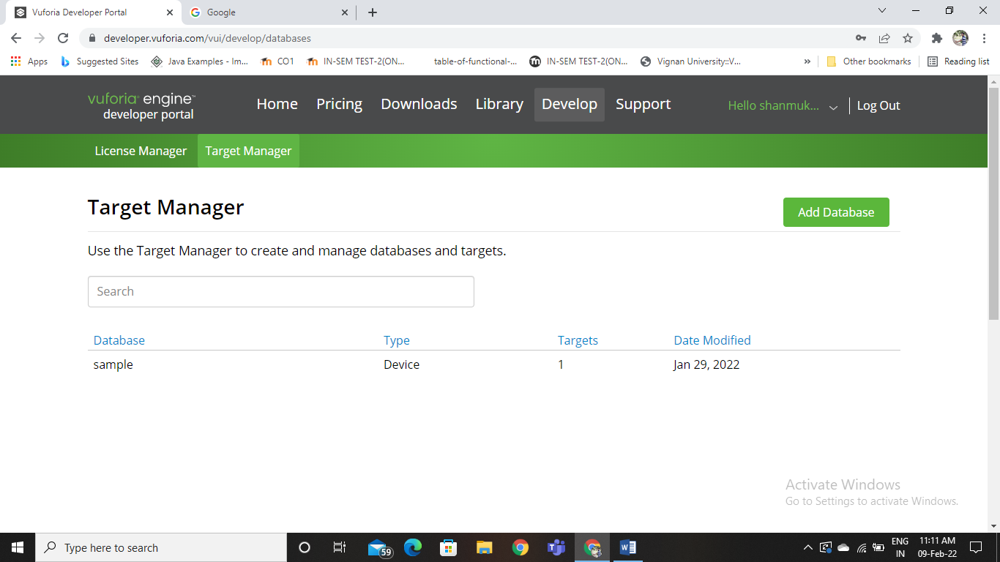 Vuforia Developer Portal
Google
developer.vuforia.com/vui/develop/databases
Apps
Suggested Sites
Java Examples - Im...
CO1
IN-SEM TEST-2(ON...
table-of-functional-...
IN-SEM TEST-2(ON...
Vignan University::V...
»
Other bookmarks
Reading list
vuforia engine™
developer portal
Home
Pricing
Downloads
Library
Develop
Support
Hello shanmuk...
Log Out
License Manager
Target Manager
Target Manager
Add Database
Use the Target Manager to create and manage databases and targets.
Search
Database Type Targets Date Modified
sample Device 1 Jan 29, 2022
Activate Windows
Go to Settings to activate Windows.
Type here to search
59
ENG
IN
11:11 AM
09-Feb-22